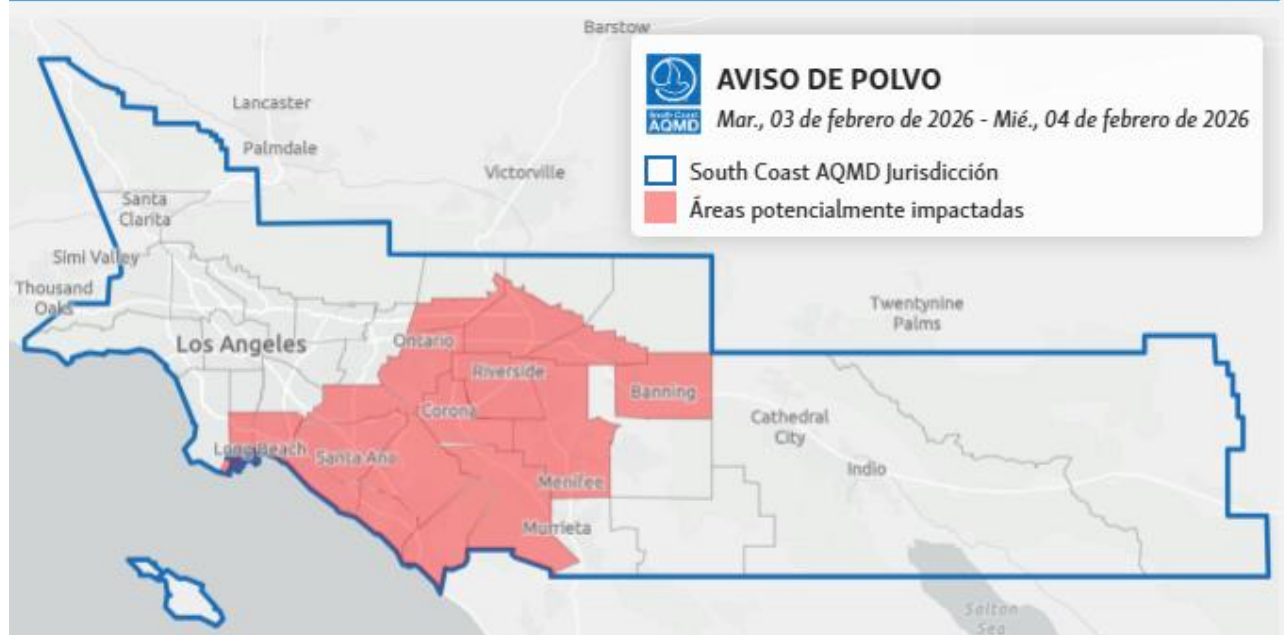 Barstow
AVISO DE POLVO
South Coast
AQMD
Mar., 03 de febrero de 2026 - Mié., 04 de febrero de 2026
South Coast AQMD Jurisdicción
Áreas potencialmente impactadas
Lancaster
Palmdale
Victorville
Santa
Clarita
Simi Valley
Thousand
Oaks
Twentynine
Palms
Los Angeles
Ontario
Riverside
Banning
Corona
Cathedral
City
Long Beach
Santa Ana
Indio
Menifee
Murrieta
Salton
Sea